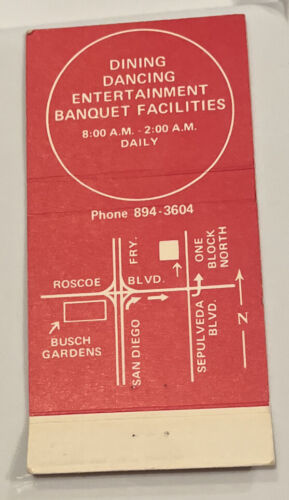 DINING
DANCING
ENTERTAINMENT
BANQUET FACILITIES
8:00 A.M. - 2:00 A.M.
DAILY
Phone 894-3604
FRY.
ONE
BLOCK
NORTH
ROSCOE BLVD.
BUSCH
GARDENS
SAN DIEGO
SEPULVEDA
BLVD.
N